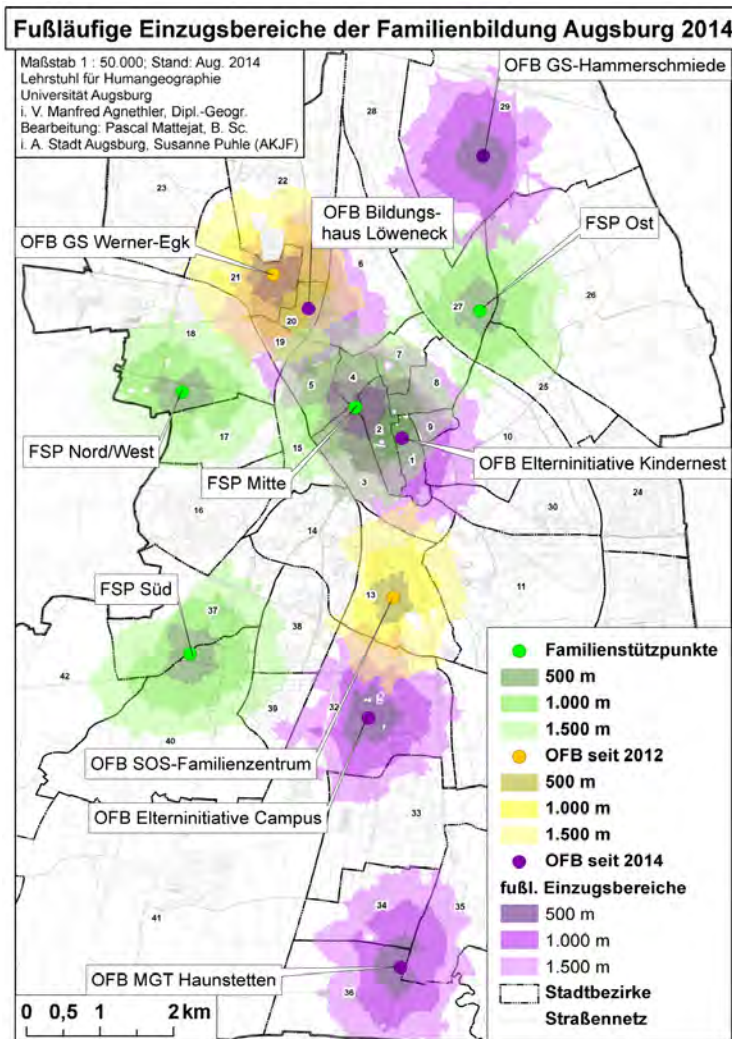 Fußläufige Einzugsbereiche der Familienbildung Augsburg 2014
Maßstab 1 : 50.000; Stand: Aug. 2014
Lehrstuhl für Humangeographie
Universität Augsburg
i. V. Manfred Agnethler, Dipl.-Geogr.
Bearbeitung: Pascal Mattejat, B. Sc.
i. A. Stadt Augsburg, Susanne Puhle (AKJF)
OFB GS-Hammerschmiede
28
29
23
22
OFB Bildungs-
haus Löweneck
FSP Ost
OFB GS Werner-Egk
21
6
20
27
26
18
19
7
5
4
8
25
17
2
9
10
FSP Nord/West
15
1
OFB Elterninitiative Kindernest
FSP Mitte
3
24
16
30
14
11
FSP Süd
13
37
38
42
39
32
40
OFB SOS-Familienzentrum
OFB Elterninitiative Campus
33
34
35
41
OFB MGT Haunstetten
36
0 0,5 1 2 km
Familienstützpunkte
500 m
1.000 m
1.500 m
OFB seit 2012
500 m
1.000 m
1.500 m
OFB seit 2014
fußl. Einzugsbereiche
500 m
1.000 m
1.500 m
Stadtbezirke
Straßennetz